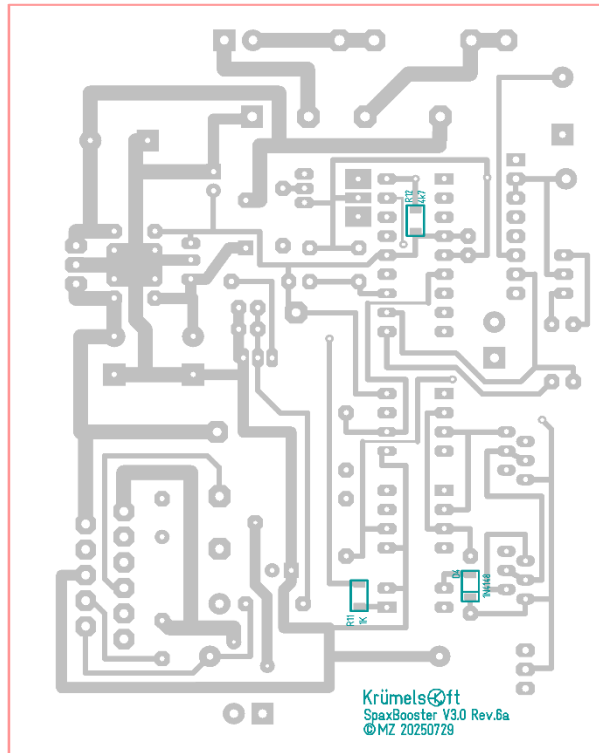 R12
4k7
D4
1N4148
R11
1K
Krümelsoft
SpaxBooster V3.0 Rev.6a
©MZ 20250729